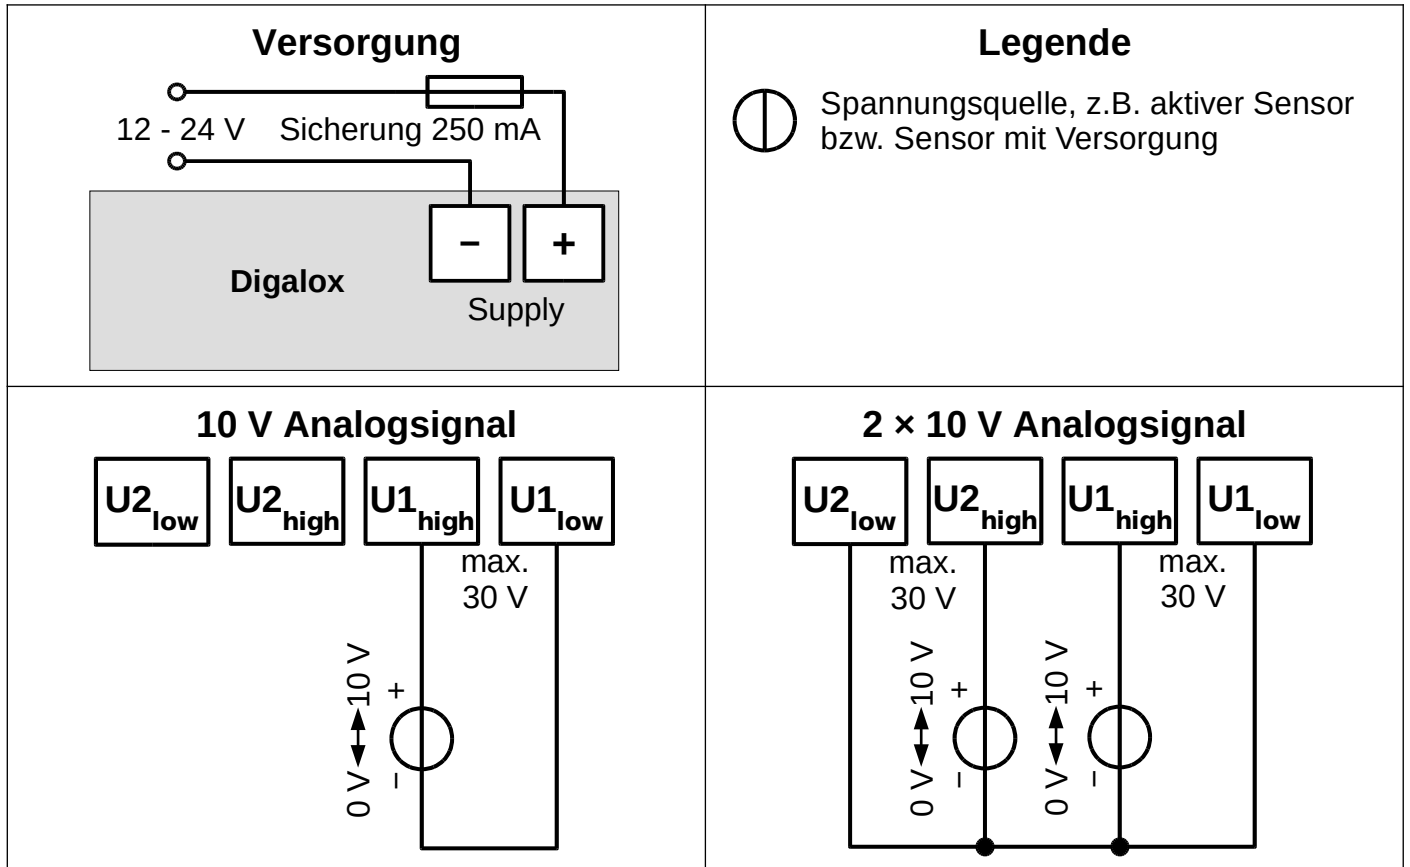 Versorgung
12 - 24 V Sicherung 250 mA
− +
Digalox
Supply
Legende
Spannungsquelle, z.B. aktiver Sensor
bzw. Sensor mit Versorgung
10 V Analogsignal
U2low U2high U1high U1low
max.
30 V
0 V 10 V
+
−
2 × 10 V Analogsignal
U2low U2high U1high U1low
max. max.
30 V 30 V
0 V 10 V
+
−
0 V 10 V
+
−